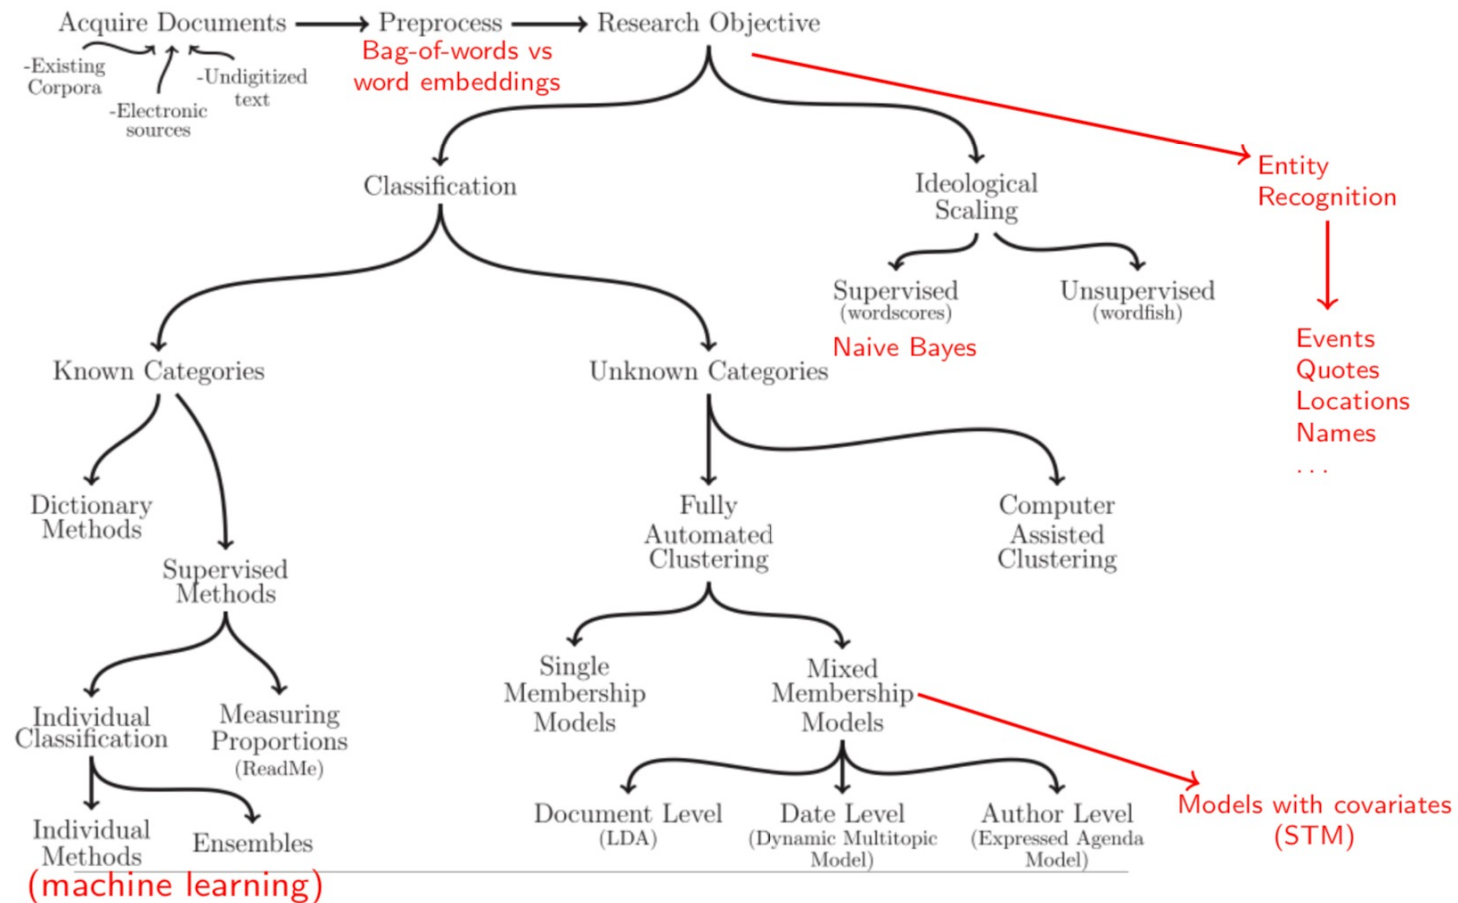 Acquire Documents
Preprocess
Research Objective
Bag-of-words vs
word embeddings
-Existing
Corpora
-Electronic
sources
-Undigitized
text
Classification
Ideological
Scaling
Entity
Recognition
Supervised
(wordscores)
Naive Bayes
Unsupervised
(wordfish)
Events
Quotes
Locations
Names
. . .
Known Categories
Unknown Categories
Dictionary
Methods
Supervised
Methods
Fully
Automated
Clustering
Computer
Assisted
Clustering
Individual
Classification
Measuring
Proportions
(ReadMe)
Single
Membership
Models
Mixed
Membership
Models
Individual
Methods
Ensembles
(machine learning)
Document Level
(LDA)
Date Level
(Dynamic Multitopic
Model)
Author Level
(Expressed Agenda
Model)
Models with covariates
(STM)